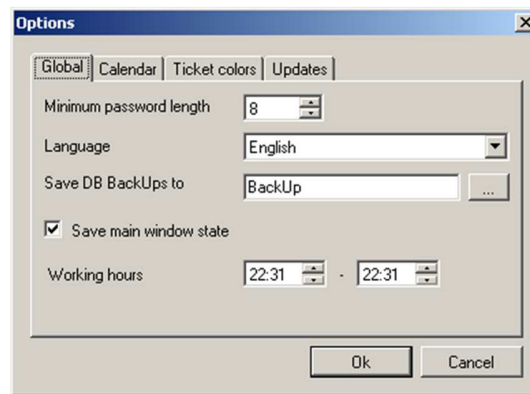 Options
Global Calendar Ticket colors Updates
Minimum password length 8
Language English
Save DB BackUps to BackUp ...
Save main window state
Working hours 22:31 - 22:31
Ok Cancel